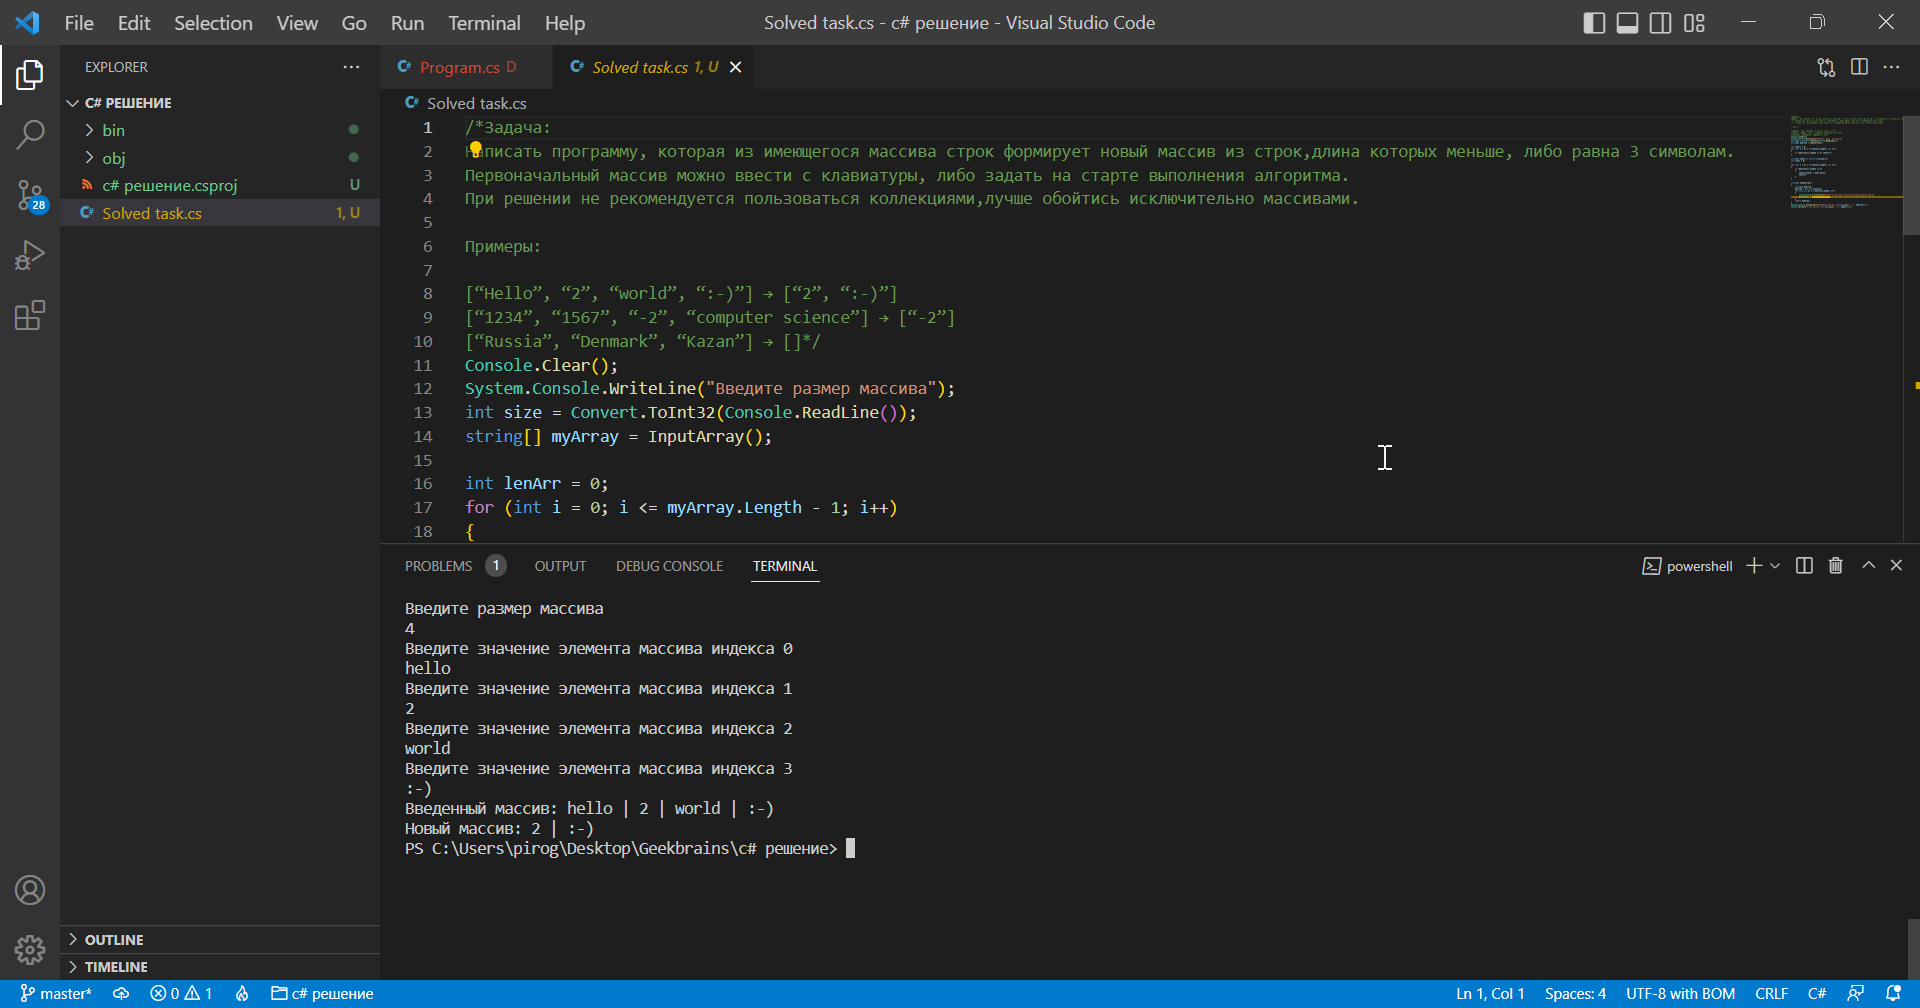 File Edit Selection View Go Run Terminal Help
Solved task.cs - c# решение - Visual Studio Code
EXPLORER
C# РЕШЕНИЕ
bin
obj
c# решение.csproj U
Solved task.cs 1, U
28
OUTLINE
TIMELINE
Program.cs D
Solved task.cs 1, U
Solved task.cs
1 /*Задача:
2 Написать программу, которая из имеющегося массива строк формирует новый массив из строк,длина которых меньше, либо равна 3 символам.
3 Первоначальный массив можно ввести с клавиатуры, либо задать на старте выполнения алгоритма.
4 При решении не рекомендуется пользоваться коллекциями,лучше обойтись исключительно массивами.
5
6 Примеры:
7
8 [“Hello”, “2”, “world”, “:-)”] → [“2”, “:-)”]
9 [“1234”, “1567”, “-2”, “computer science”] → [“-2”]
10 [“Russia”, “Denmark”, “Kazan”] → []*/
11 Console.Clear();
12 System.Console.WriteLine("Введите размер массива");
13 int size = Convert.ToInt32(Console.ReadLine());
14 string[] myArray = InputArray();
15
16 int lenArr = 0;
17 for (int i = 0; i <= myArray.Length - 1; i++)
18 {
PROBLEMS 1 OUTPUT DEBUG CONSOLE TERMINAL
powershell
Введите размер массива
4
Введите значение элемента массива индекса 0
hello
Введите значение элемента массива индекса 1
2
Введите значение элемента массива индекса 2
world
Введите значение элемента массива индекса 3
:-)
Введенный массив: hello | 2 | world | :-)
Новый массив: 2 | :-)
PS C:\Users\pirog\Desktop\Geekbrains\c# решение>
master* 0 1 c# решение
Ln 1, Col 1 Spaces: 4 UTF-8 with BOM CRLF C#